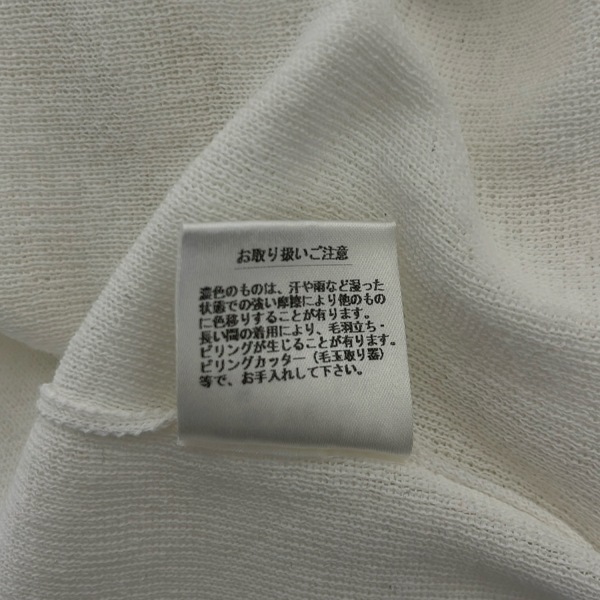 お取り扱いご注意
濃色のものは、汗や雨など湿った
状態での強い摩擦により他のもの
に色移りすることが有ります。
長い間の着用により、毛羽立ち・
ピリングが生じることが有ります。
ピリングカッター（毛玉取り器）
等で、お手入れして下さい。